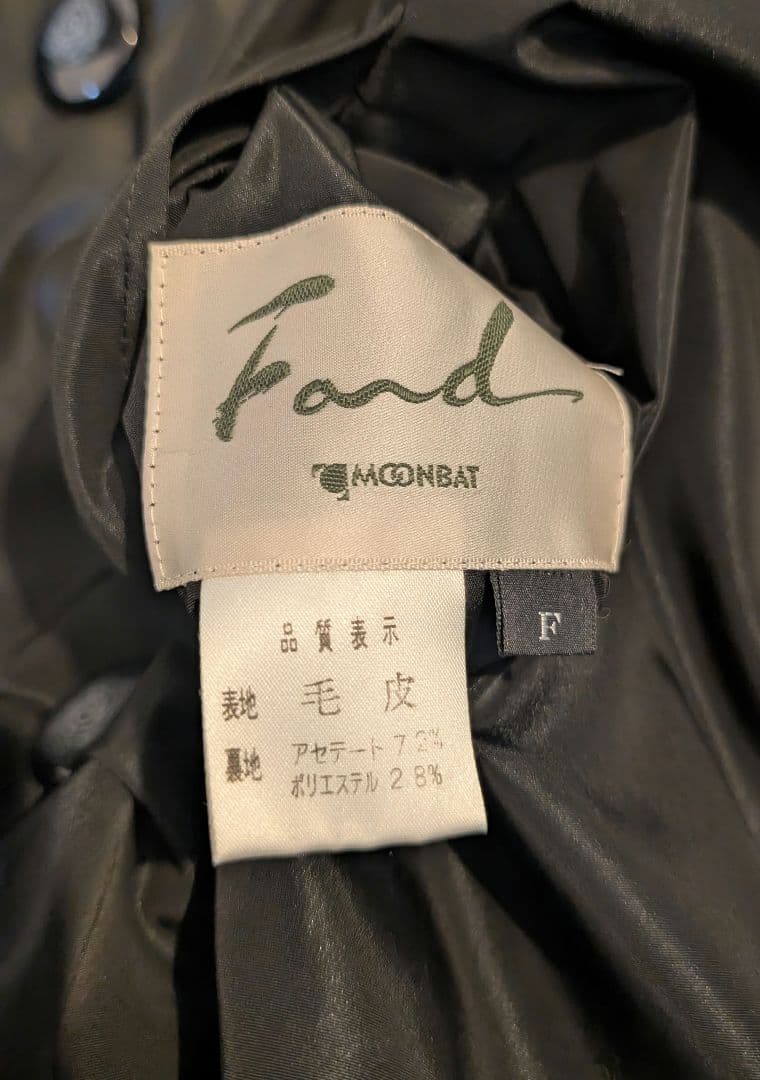 Fond
MOONBAT
F
品質表示
表地 毛皮
裏地 アセテート 72%
ポリエステル 28%